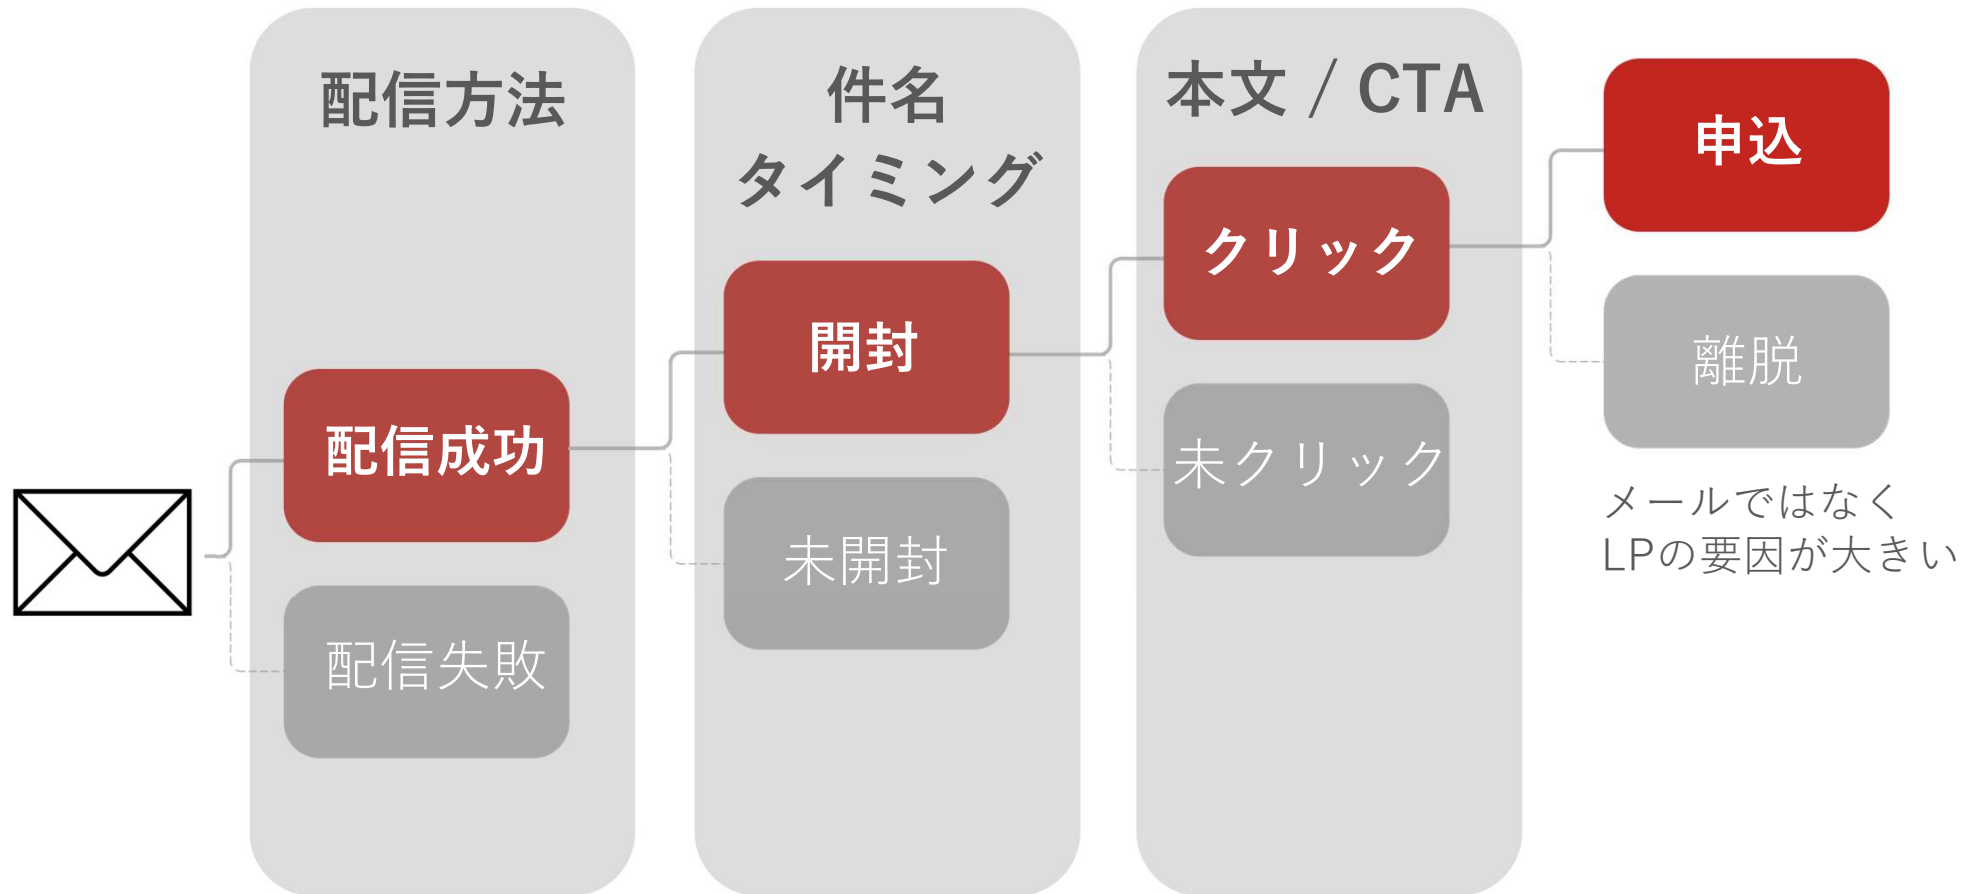 配信方法
配信成功
配信失敗
件名
タイミング
開封
未開封
本文 / CTA
クリック
未クリック
申込
離脱
メールではなく
LPの要因が大きい